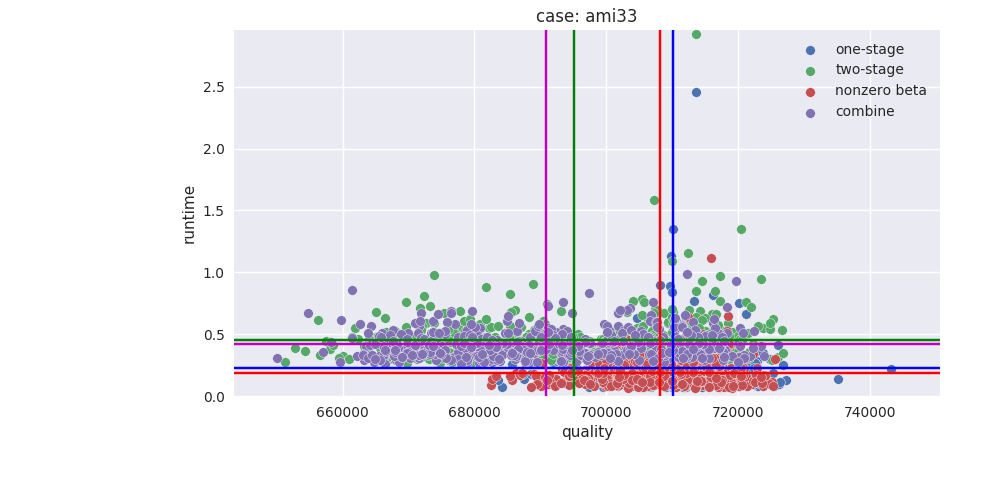 case: ami33
one-stage
two-stage
nonzero beta
combine
2.5
2.0
1.5
1.0
0.5
0.0
runtime
660000 680000 700000 720000 740000
quality